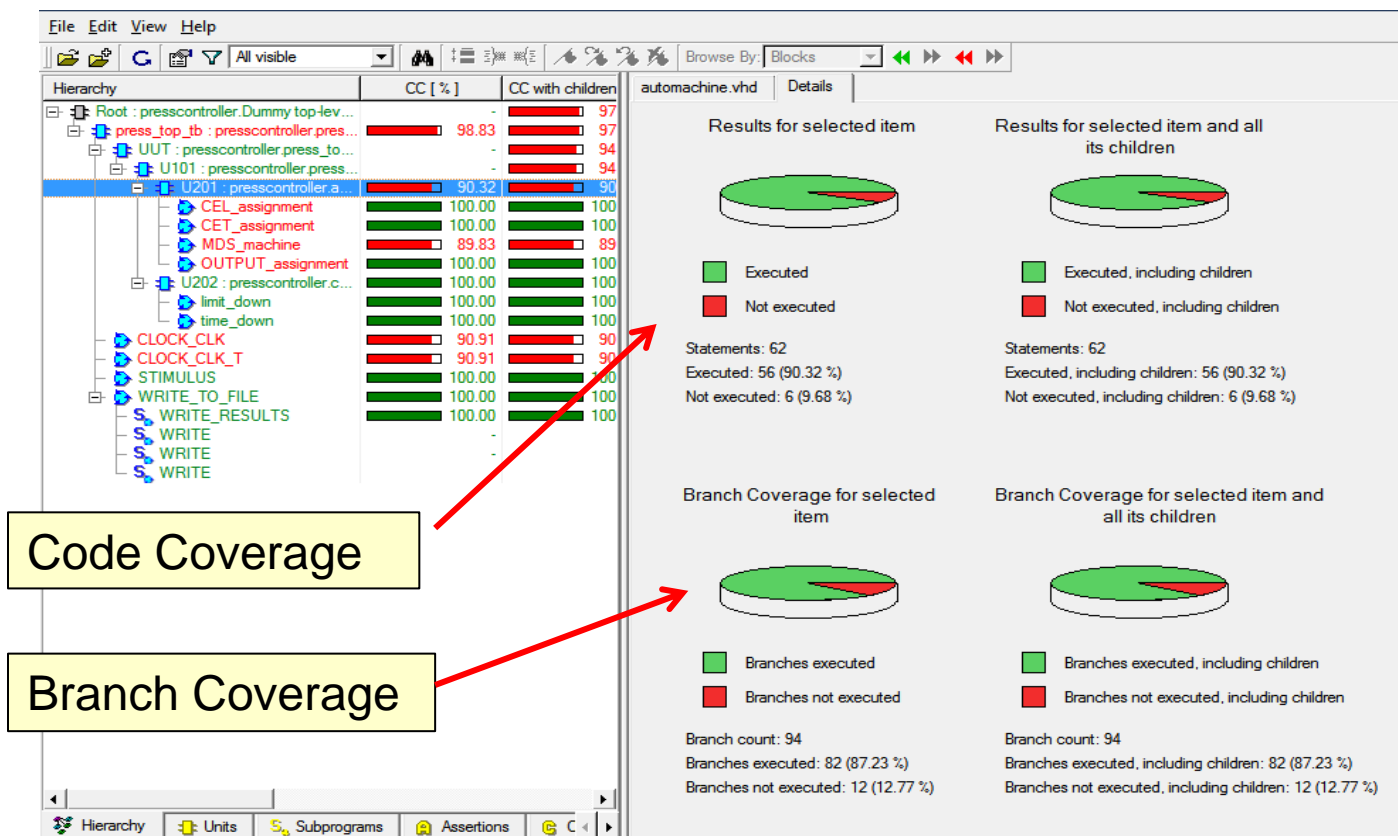 File Edit View Help
All visible
Browse By: Blocks
Hierarchy CC [ % ] CC with children
Root : presscontroller.Dummy top-lev... - 97
press_top_tb : presscontroller.pres... 98.83 97
UUT : presscontroller.press_to... - 94
U101 : presscontroller.press... - 94
U201 : presscontroller.a... 90.32 90
CEL_assignment 100.00 100
CET_assignment 100.00 100
MDS_machine 89.83 89
OUTPUT_assignment 100.00 100
U202 : presscontroller.c... 100.00 100
limit_down 100.00 100
time_down 100.00 100
CLOCK_CLK 90.91 90
CLOCK_CLK_T 90.91 90
STIMULUS 100.00 100
WRITE_TO_FILE 100.00 100
WRITE_RESULTS 100.00 100
WRITE -
WRITE -
WRITE
Code Coverage
Branch Coverage
Hierarchy Units Subprograms Assertions C
automachine.vhd Details
Results for selected item
Executed
Not executed
Statements: 62
Executed: 56 (90.32 %)
Not executed: 6 (9.68 %)
Results for selected item and all
its children
Executed, including children
Not executed, including children
Statements: 62
Executed, including children: 56 (90.32 %)
Not executed, including children: 6 (9.68 %)
Branch Coverage for selected
item
Branches executed
Branches not executed
Branch count: 94
Branches executed: 82 (87.23 %)
Branches not executed: 12 (12.77 %)
Branch Coverage for selected item and
all its children
Branches executed, including children
Branches not executed, including children
Branch count: 94
Branches executed, including children: 82 (87.23 %)
Branches not executed, including children: 12 (12.77 %)